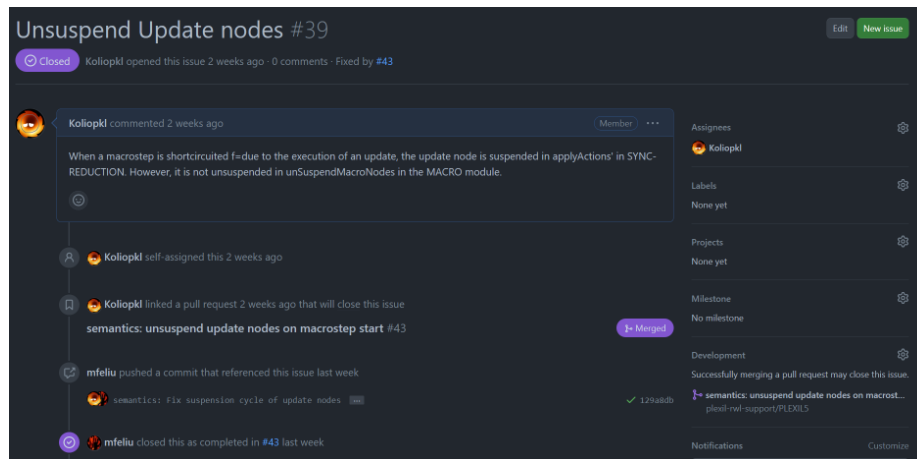 Unsuspend Update nodes #39
Edit
New issue
Closed
Koliopkl opened this issue 2 weeks ago · 0 comments · Fixed by #43
Koliopkl commented 2 weeks ago
Member
When a macrostep is shortcircuited f=due to the execution of an update, the update node is suspended in applyActions' in SYNC-
REDUCTION. However, it is not unsuspended in unSuspendMacroNodes in the MACRO module.
Koliopkl self-assigned this 2 weeks ago
Koliopkl linked a pull request 2 weeks ago that will close this issue
semantics: unsuspend update nodes on macrostep start #43
Merged
mfeliu pushed a commit that referenced this issue last week
semantics: Fix suspension cycle of update nodes ...
129a8db
mfeliu closed this as completed in #43 last week
Assignees
Koliopkl
Labels
None yet
Projects
None yet
Milestone
No milestone
Development
Successfully merging a pull request may close this issue.
semantics: unsuspend update nodes on macrost...
plexil-rwl-support/PLEXIL5
Notifications
Customize